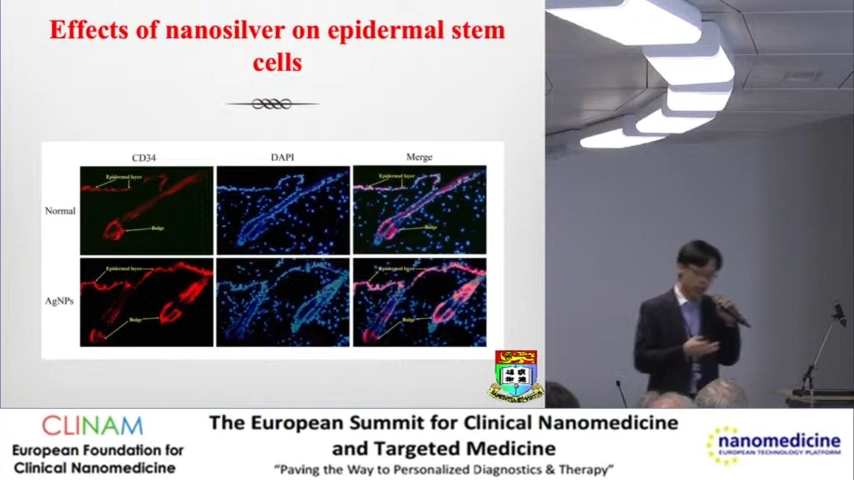 Effects of nanosilver on epidermal stem
cells
CD34
DAPI
Merge
Normal
Epidermal layer
Bulge
Epidermal layer
Bulge
AgNPs
Epidermal layer
Bulge
Epidermal layer
Bulge
CLINAM
European Foundation for
Clinical Nanomedicine
The European Summit for Clinical Nanomedicine
and Targeted Medicine
"Paving the Way to Personalized Diagnostics & Therapy"
nanomedicine
EUROPEAN TECHNOLOGY PLATFORM